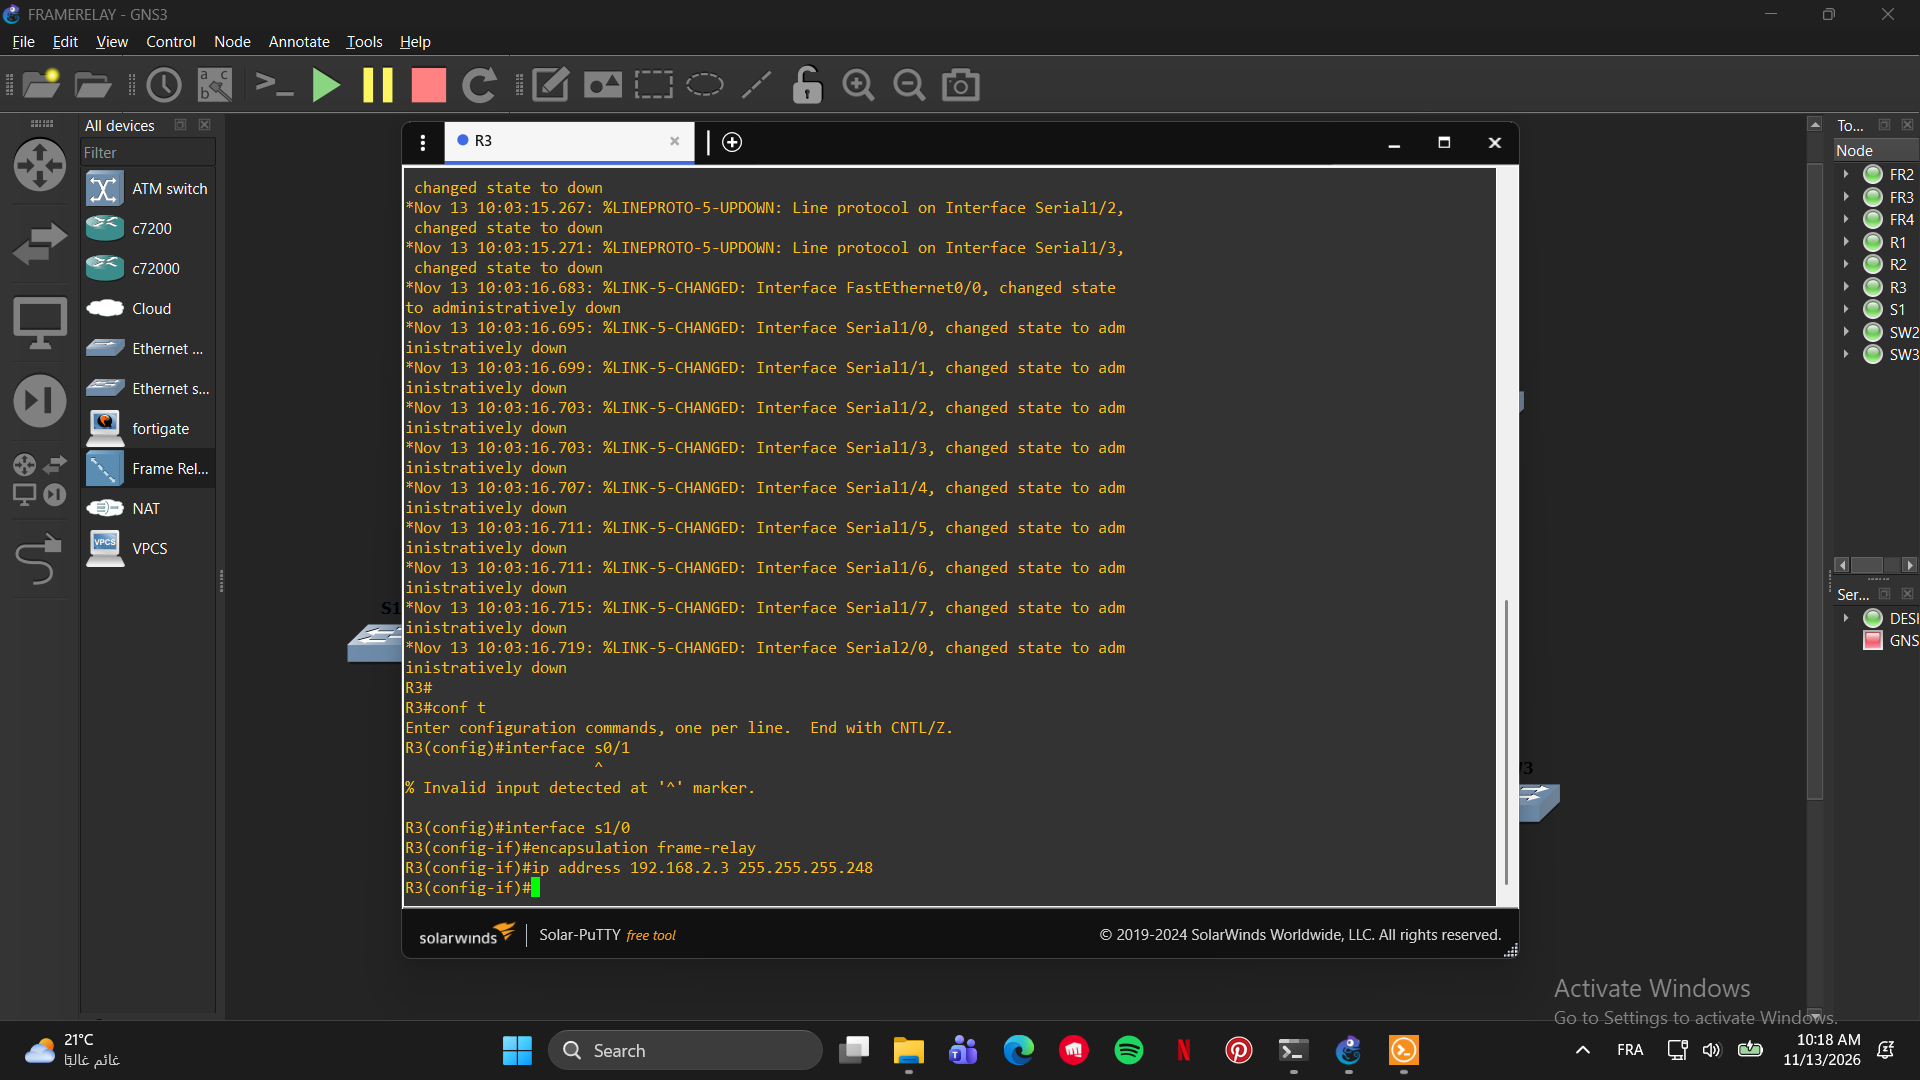 FRAMERELAY - GNS3
File Edit View Control Node Annotate Tools Help
All devices
Filter
ATM switch
c7200
c72000
Cloud
Ethernet ...
Ethernet s...
fortigate
Frame Rel...
NAT
VPCS
VPCS
S1
R3
changed state to down
*Nov 13 10:03:15.267: %LINEPROTO-5-UPDOWN: Line protocol on Interface Serial1/2,
changed state to down
*Nov 13 10:03:15.271: %LINEPROTO-5-UPDOWN: Line protocol on Interface Serial1/3,
changed state to down
*Nov 13 10:03:16.683: %LINK-5-CHANGED: Interface FastEthernet0/0, changed state
to administratively down
*Nov 13 10:03:16.695: %LINK-5-CHANGED: Interface Serial1/0, changed state to adm
inistratively down
*Nov 13 10:03:16.699: %LINK-5-CHANGED: Interface Serial1/1, changed state to adm
inistratively down
*Nov 13 10:03:16.703: %LINK-5-CHANGED: Interface Serial1/2, changed state to adm
inistratively down
*Nov 13 10:03:16.703: %LINK-5-CHANGED: Interface Serial1/3, changed state to adm
inistratively down
*Nov 13 10:03:16.707: %LINK-5-CHANGED: Interface Serial1/4, changed state to adm
inistratively down
*Nov 13 10:03:16.711: %LINK-5-CHANGED: Interface Serial1/5, changed state to adm
inistratively down
*Nov 13 10:03:16.711: %LINK-5-CHANGED: Interface Serial1/6, changed state to adm
inistratively down
*Nov 13 10:03:16.715: %LINK-5-CHANGED: Interface Serial1/7, changed state to adm
inistratively down
*Nov 13 10:03:16.719: %LINK-5-CHANGED: Interface Serial2/0, changed state to adm
inistratively down
R3#
R3#conf t
Enter configuration commands, one per line.  End with CNTL/Z.
R3(config)#interface s0/1
^
% Invalid input detected at '^' marker.
R3(config)#interface s1/0
R3(config-if)#encapsulation frame-relay
R3(config-if)#ip address 192.168.2.3 255.255.255.248
R3(config-if)#
solarwinds
Solar-PuTTY free tool
© 2019-2024 SolarWinds Worldwide, LLC. All rights reserved.
To...
Node
FR2
FR3
FR4
R1
R2
R3
S1
SW2
SW3
Ser...
DESI
GNS
Activate Windows
Go to Settings to activate Windows.
21°C
غائم غالبًا
Search
FRA
10:18 AM
11/13/2026